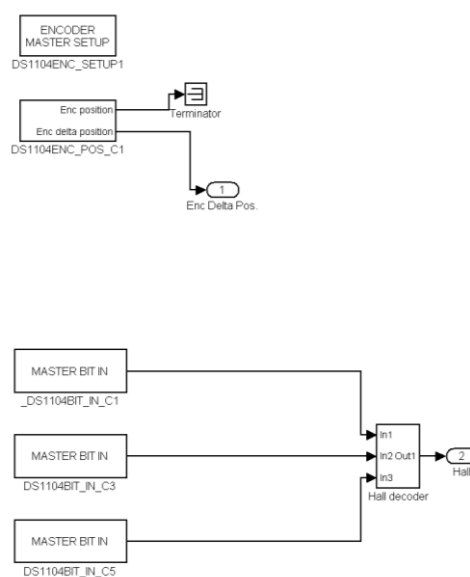 ENCODER
MASTER SETUP
DS1104ENC_SETUP1
Enc position
Terminator
Enc delta position
DS1104ENC_POS_C1
1
Enc Delta Pos.
MASTER BIT IN
_DS1104BIT_IN_C1
In1
MASTER BIT IN
In2 Out1
2
DS1104BIT_IN_C3
In3
Hall
Hall decoder
MASTER BIT IN
DS1104BIT_IN_C5